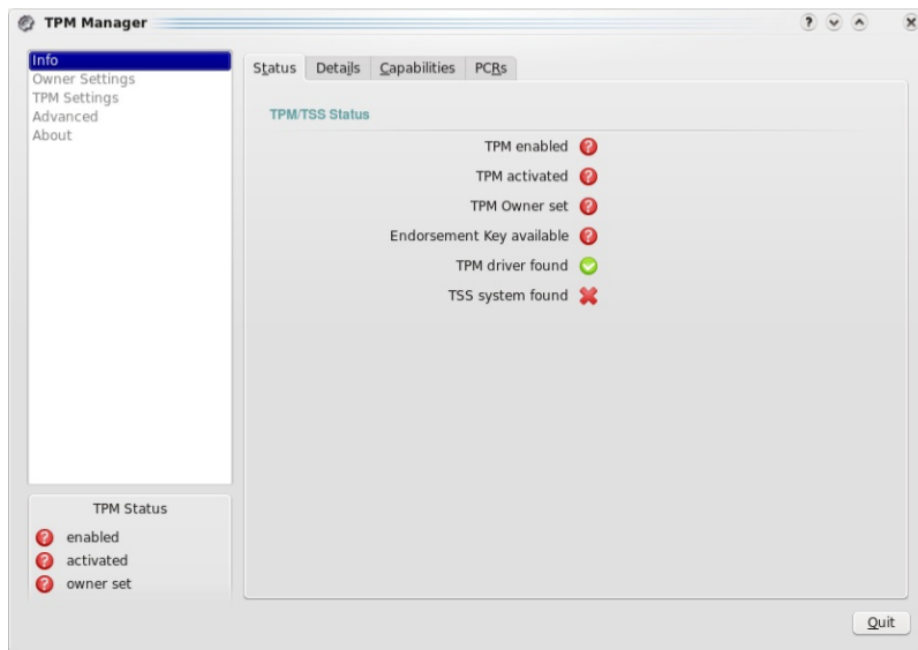 TPM Manager
Info
Owner Settings
TPM Settings
Advanced
About
Status Details Capabilities PCRs
TPM/TSS Status
TPM enabled
TPM activated
TPM Owner set
Endorsement Key available
TPM driver found
TSS system found
TPM Status
enabled
activated
owner set
Quit